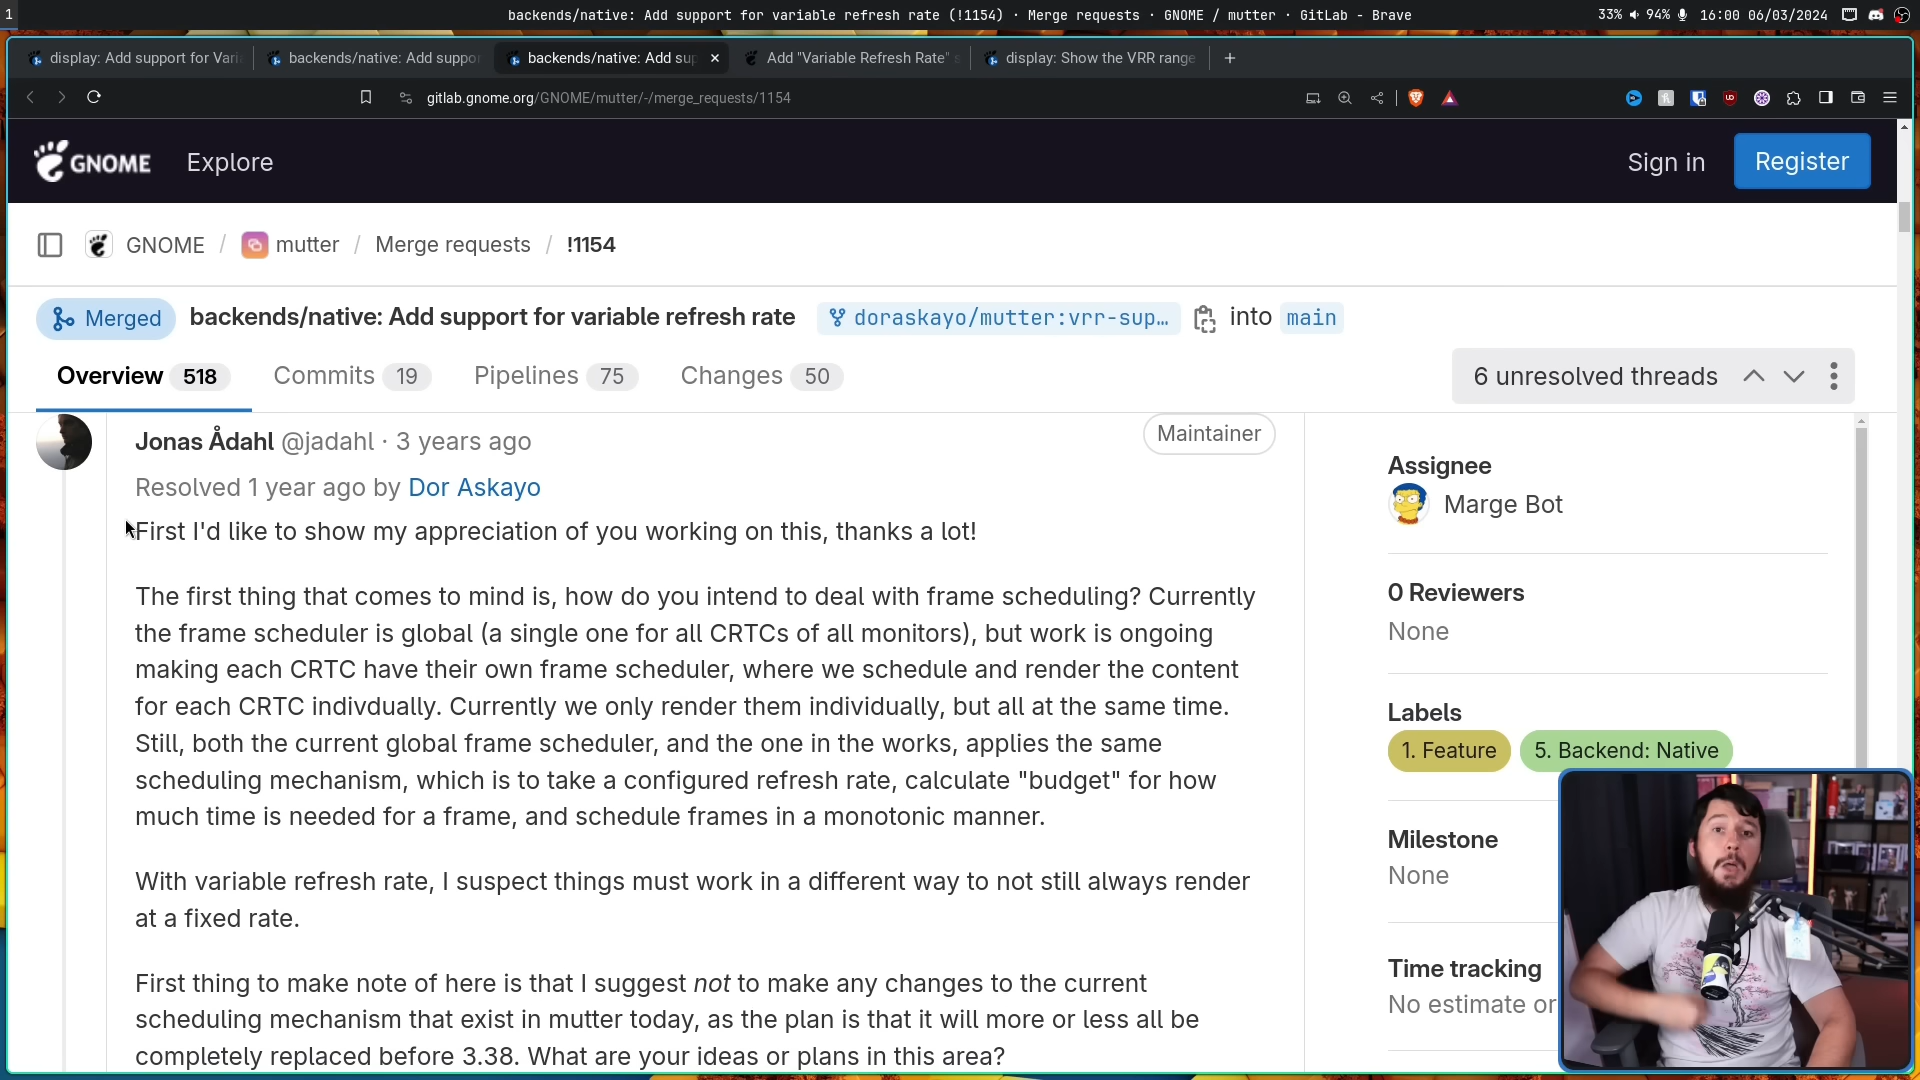 1
backends/native: Add support for variable refresh rate (!1154) · Merge requests · GNOME / mutter · GitLab - Brave
33% 94% 16:00 06/03/2024
display: Add support for Vari
backends/native: Add suppor
backends/native: Add sup
Add "Variable Refresh Rate" s
display: Show the VRR range
gitlab.gnome.org/GNOME/mutter/-/merge_requests/1154
GNOME
Explore
Sign in
Register
GNOME / mutter / Merge requests / !1154
Merged
backends/native: Add support for variable refresh rate
doraskayo/mutter:vrr-sup… into main
Overview 518
Commits 19
Pipelines 75
Changes 50
6 unresolved threads
Jonas Ådahl @jadahl · 3 years ago
Maintainer
Resolved 1 year ago by Dor Askayo
First I'd like to show my appreciation of you working on this, thanks a lot!
The first thing that comes to mind is, how do you intend to deal with frame scheduling? Currently
the frame scheduler is global (a single one for all CRTCs of all monitors), but work is ongoing
making each CRTC have their own frame scheduler, where we schedule and render the content
for each CRTC indivdually. Currently we only render them individually, but all at the same time.
Still, both the current global frame scheduler, and the one in the works, applies the same
scheduling mechanism, which is to take a configured refresh rate, calculate "budget" for how
much time is needed for a frame, and schedule frames in a monotonic manner.
With variable refresh rate, I suspect things must work in a different way to not still always render
at a fixed rate.
First thing to make note of here is that I suggest not to make any changes to the current
scheduling mechanism that exist in mutter today, as the plan is that it will more or less all be
completely replaced before 3.38. What are your ideas or plans in this area?
Assignee
Marge Bot
0 Reviewers
None
Labels
1. Feature
5. Backend: Native
Milestone
None
Time tracking
No estimate or